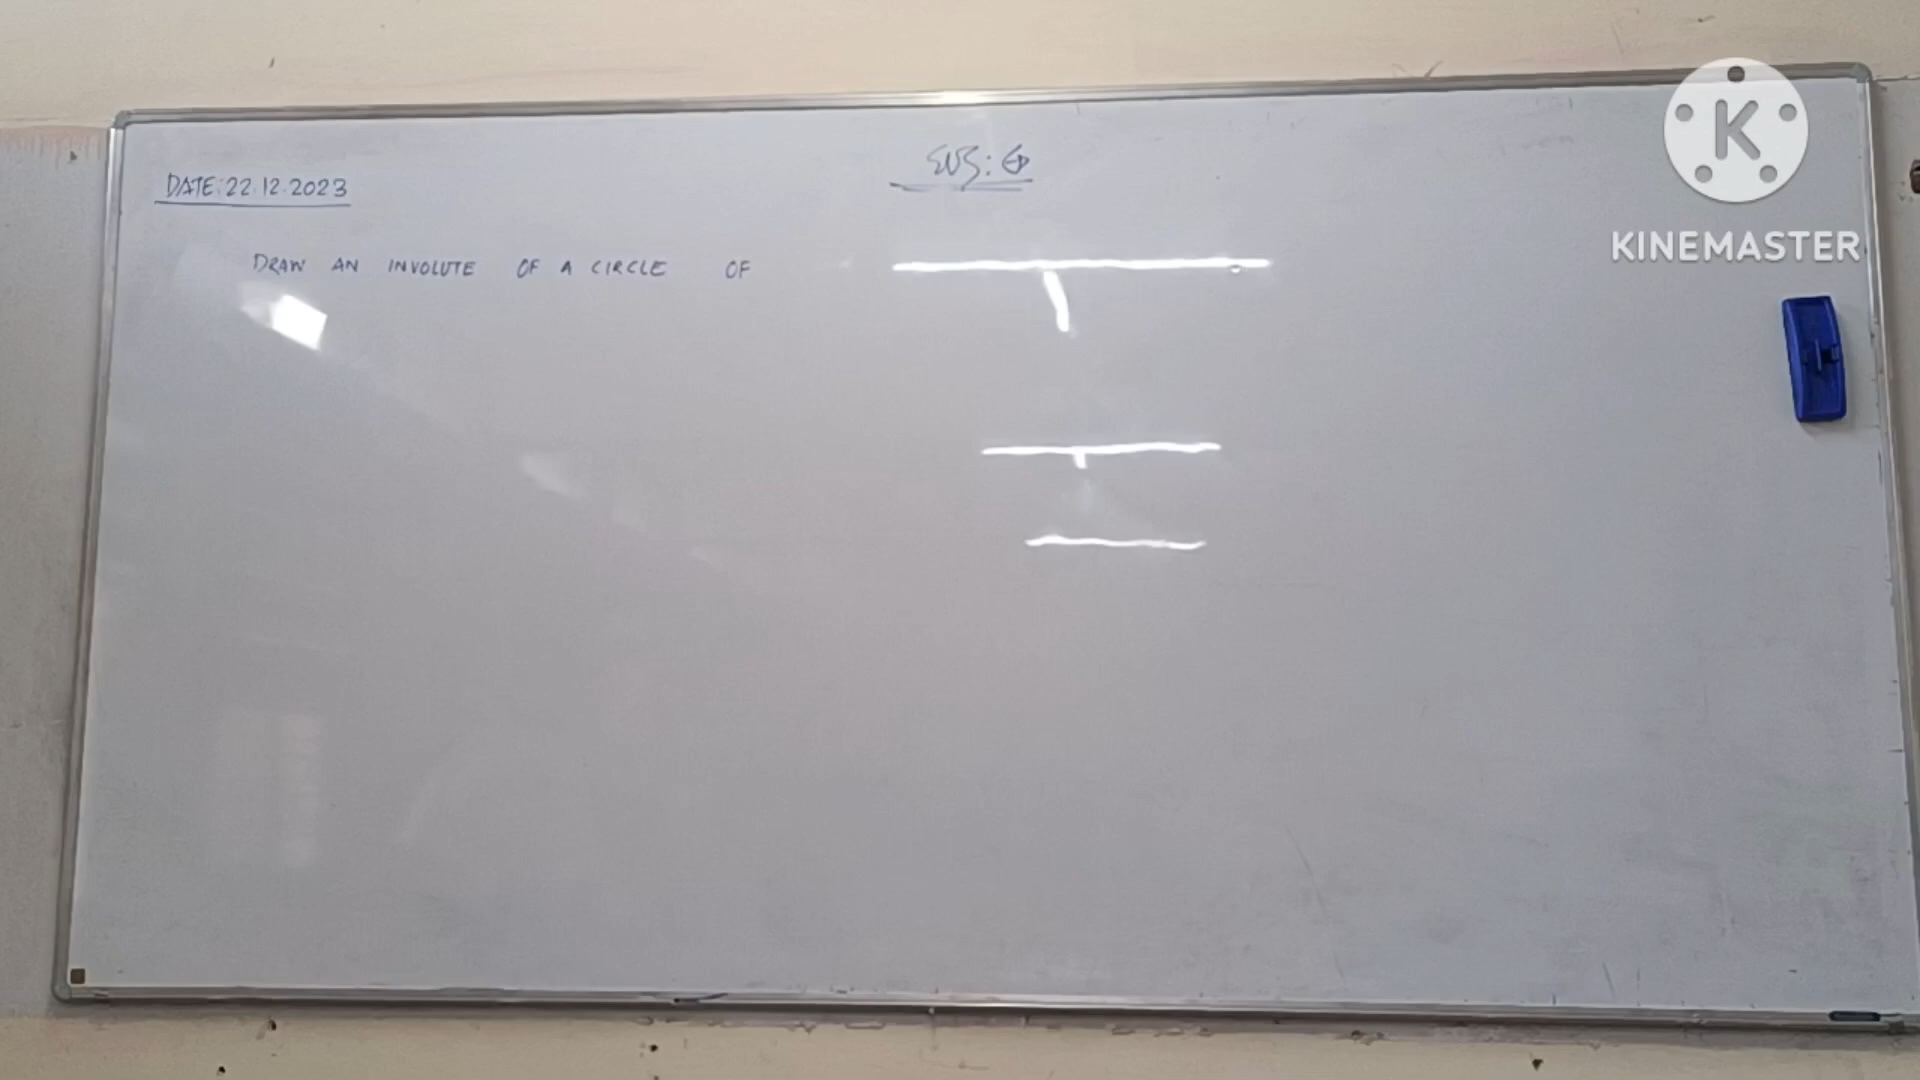 DATE: 22.12.2023
DRAW AN INVOLUTE OF A CIRCLE OF
KINEMASTER